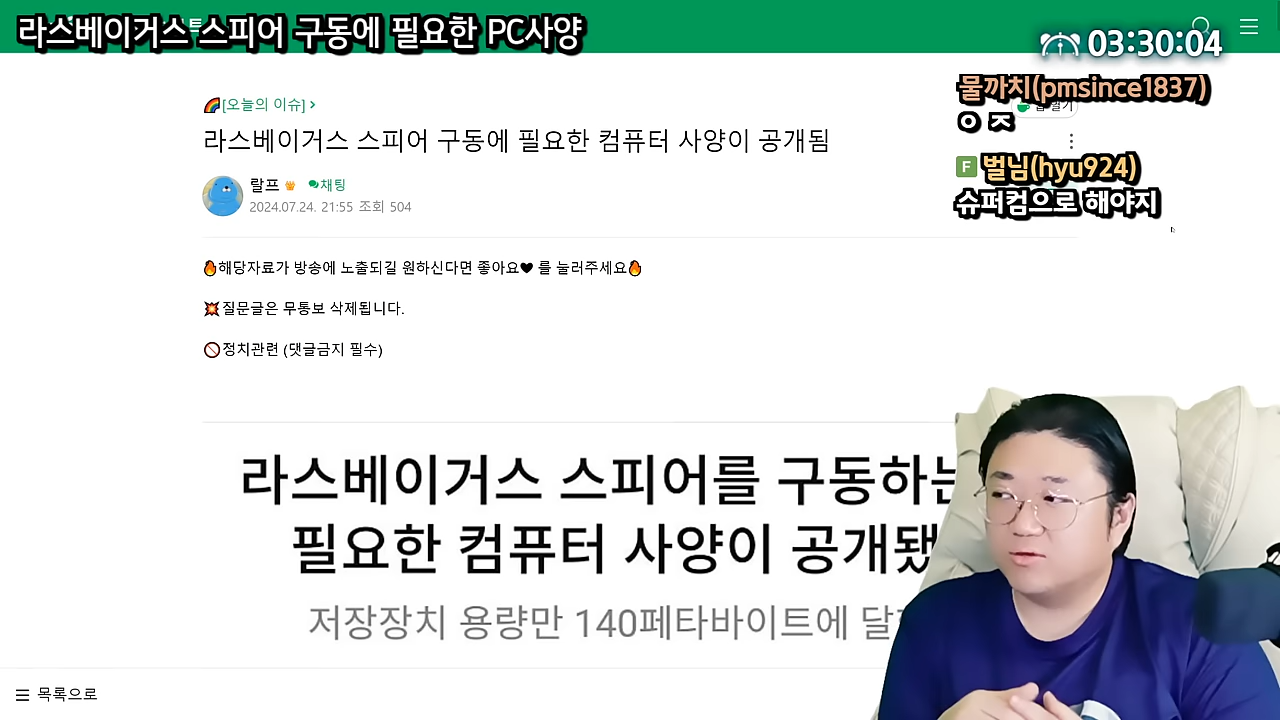 라스베이거스 스피어 구동에 필요한 PC사양
03:30:04
물까치(pmsince1837)
ㅇ ㅈ
F 벌님(hyu924)
슈퍼컴으로 해야지
[오늘의 이슈] >
라스베이거스 스피어 구동에 필요한 컴퓨터 사양이 공개됨
랄프 채팅
2024.07.24. 21:55 조회 504
해당자료가 방송에 노출되길 원하신다면 좋아요 를 눌러주세요
질문글은 무통보 삭제됩니다.
정치관련 (댓글금지 필수)
라스베이거스 스피어를 구동하는
필요한 컴퓨터 사양이 공개됐
저장장치 용량만 140페타바이트에
목록으로